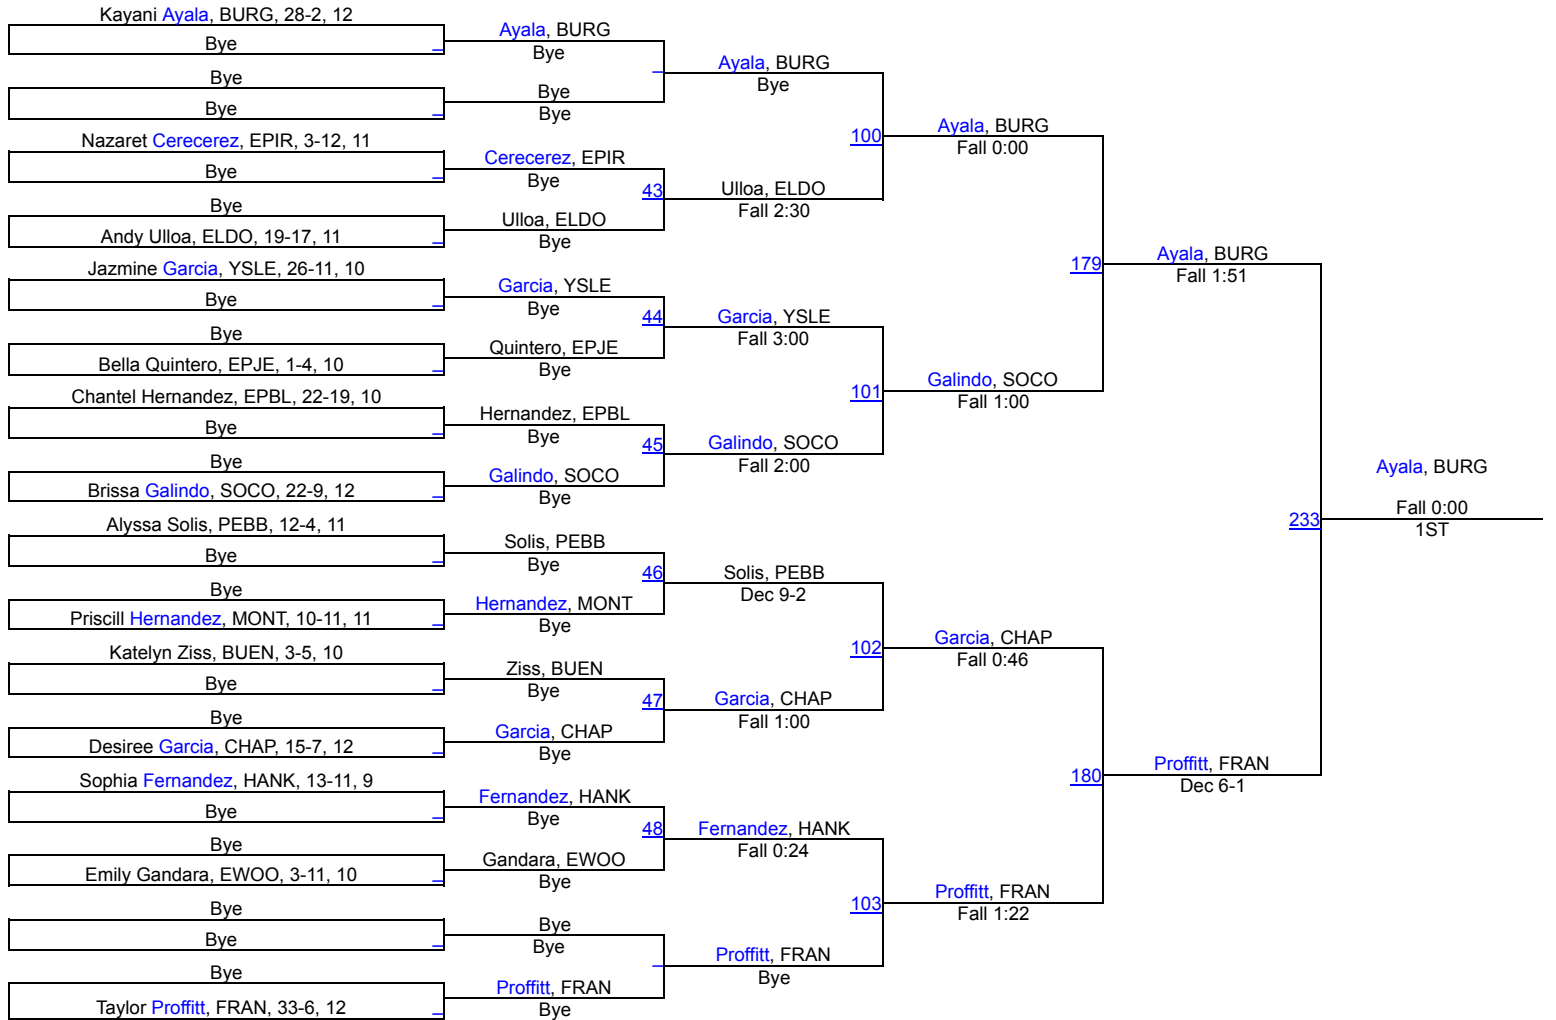 Kayani Ayala, BURG, 28-2, 12
Bye
Bye
Bye
Nazaret Cerecerez, EPIR, 3-12, 11
Bye
Bye
Andy Ulloa, ELDO, 19-17, 11
Jazmine Garcia, YSLE, 26-11, 10
Bye
Bye
Bella Quintero, EPJE, 1-4, 10
Chantel Hernandez, EPBL, 22-19, 10
Bye
Bye
Brissa Galindo, SOCO, 22-9, 12
Alyssa Solis, PEBB, 12-4, 11
Bye
Bye
Priscill Hernandez, MONT, 10-11, 11
Katelyn Ziss, BUEN, 3-5, 10
Bye
Bye
Desiree Garcia, CHAP, 15-7, 12
Sophia Fernandez, HANK, 13-11, 9
Bye
Bye
Emily Gandara, EWOO, 3-11, 10
Bye
Bye
Bye
Taylor Proffitt, FRAN, 33-6, 12
Ayala, BURG
Bye
Bye
Bye
Cerecerez, EPIR
Bye
43
Ulloa, ELDO
Bye
Garcia, YSLE
Bye
44
Quintero, EPJE
Bye
Hernandez, EPBL
Bye
45
Galindo, SOCO
Bye
Solis, PEBB
Bye
46
Hernandez, MONT
Bye
Ziss, BUEN
Bye
47
Garcia, CHAP
Bye
Fernandez, HANK
Bye
48
Gandara, EWOO
Bye
Bye
Bye
Proffitt, FRAN
Bye
Ayala, BURG
Bye
100
Ulloa, ELDO
Fall 2:30
Garcia, YSLE
Fall 3:00
101
Galindo, SOCO
Fall 2:00
Solis, PEBB
Dec 9-2
102
Garcia, CHAP
Fall 1:00
Fernandez, HANK
Fall 0:24
103
Proffitt, FRAN
Bye
Ayala, BURG
Fall 0:00
179
Galindo, SOCO
Fall 1:00
Garcia, CHAP
Fall 0:46
180
Proffitt, FRAN
Fall 1:22
Ayala, BURG
Fall 1:51
233
Proffitt, FRAN
Dec 6-1
Ayala, BURG
Fall 0:00
1ST